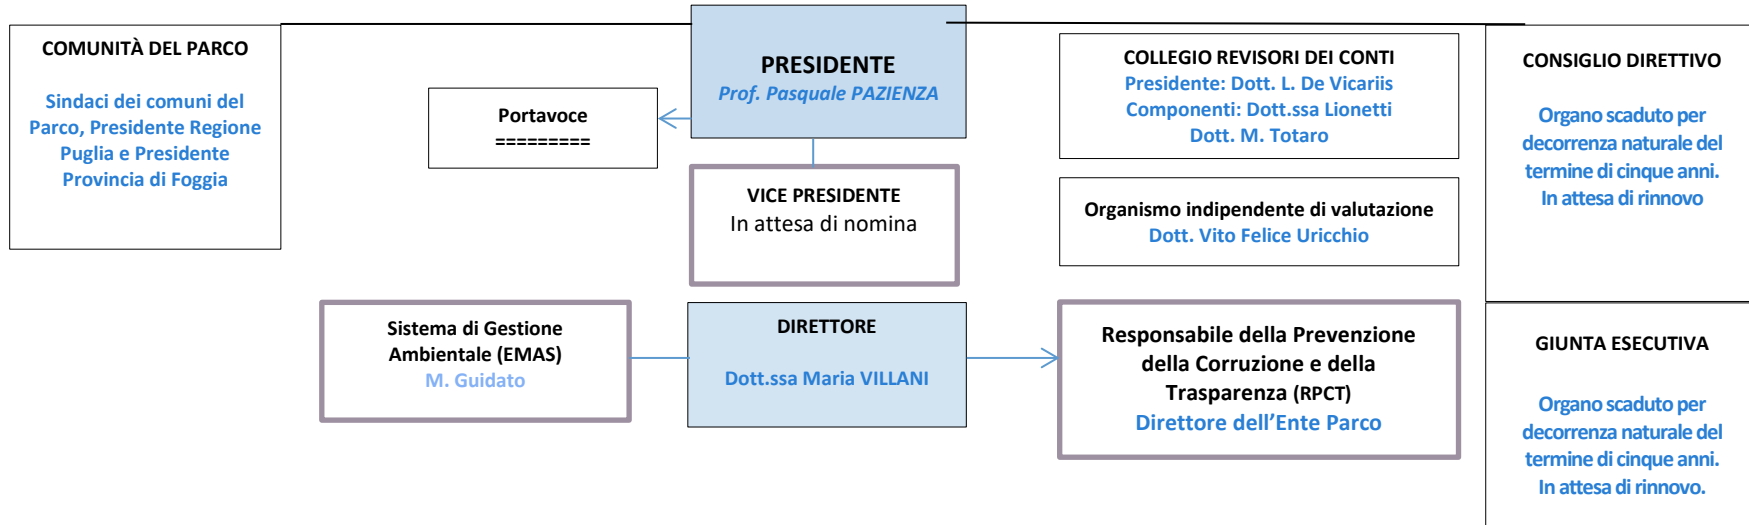 COMUNITÀ DEL PARCO
Sindaci dei comuni del
Parco, Presidente Regione
Puglia e Presidente
Provincia di Foggia
PRESIDENTE
Prof. Pasquale PAZIENZA
Portavoce
=========
VICE PRESIDENTE
In attesa di nomina
COLLEGIO REVISORI DEI CONTI
Presidente: Dott. L. De Vicariis
Componenti: Dott.ssa Lionetti
Dott. M. Totaro
Organismo indipendente di valutazione
Dott. Vito Felice Uricchio
CONSIGLIO DIRETTIVO
Organo scaduto per
decorrenza naturale del
termine di cinque anni.
In attesa di rinnovo
Sistema di Gestione
Ambientale (EMAS)
M. Guidato
DIRETTORE
Dott.ssa Maria VILLANI
Responsabile della Prevenzione
della Corruzione e della
Trasparenza (RPCT)
Direttore dell’Ente Parco
GIUNTA ESECUTIVA
Organo scaduto per
decorrenza naturale del
termine di cinque anni.
In attesa di rinnovo.